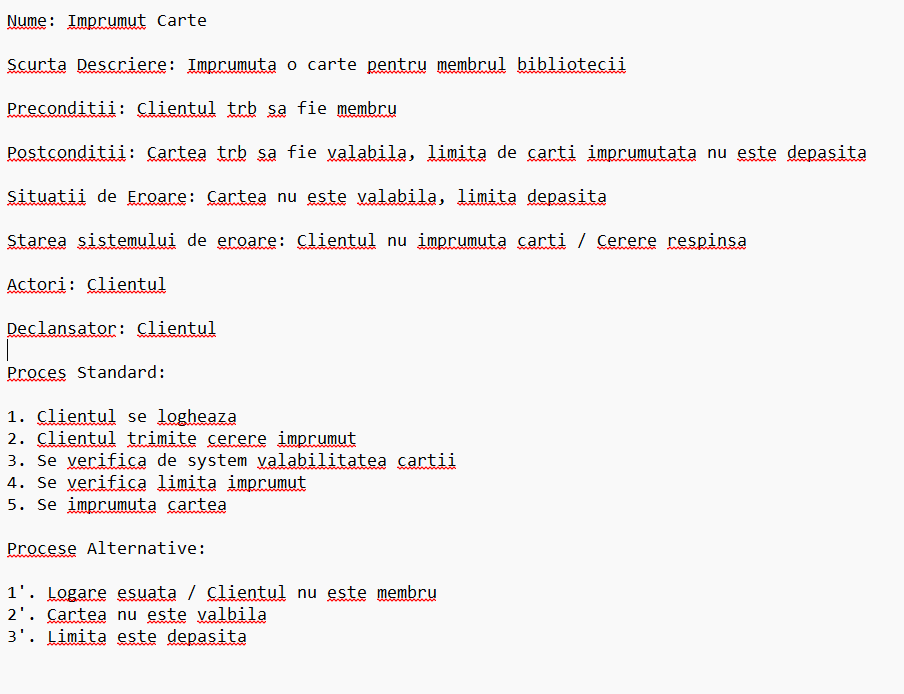 Nume: Imprumut Carte
Scurta Descriere: Imprumuta o carte pentru membrul bibliotecii
Preconditii: Clientul trb sa fie membru
Postconditii: Cartea trb sa fie valabila, limita de carti imprumutata nu este depasita
Situatii de Eroare: Cartea nu este valabila, limita depasita
Starea sistemului de eroare: Clientul nu imprumuta carti / Cerere respinsa
Actori: Clientul
Declansator: Clientul
Proces Standard:
1. Clientul se logheaza
2. Clientul trimite cerere imprumut
3. Se verifica de system valabilitatea cartii
4. Se verifica limita imprumut
5. Se imprumuta cartea
Procese Alternative:
1'. Logare esuata / Clientul nu este membru
2'. Cartea nu este valbila
3'. Limita este depasita